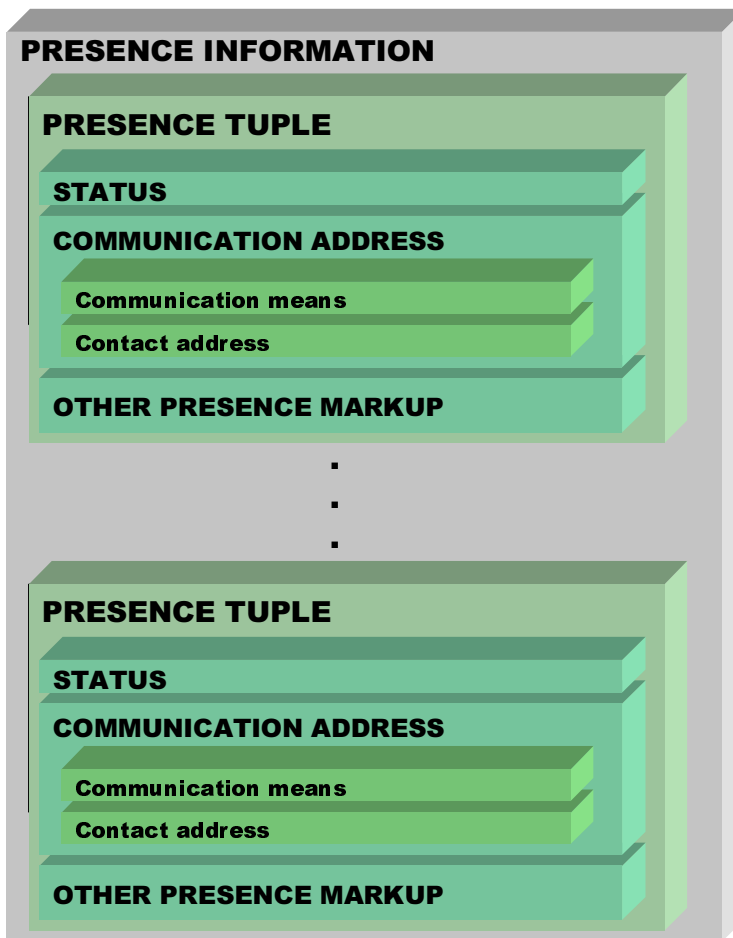 PRESENCE INFORMATION
PRESENCE TUPLE
STATUS
COMMUNICATION ADDRESS
Communication means
Contact address
OTHER PRESENCE MARKUP
.
.
.
PRESENCE TUPLE
STATUS
COMMUNICATION ADDRESS
Communication means
Contact address
OTHER PRESENCE MARKUP